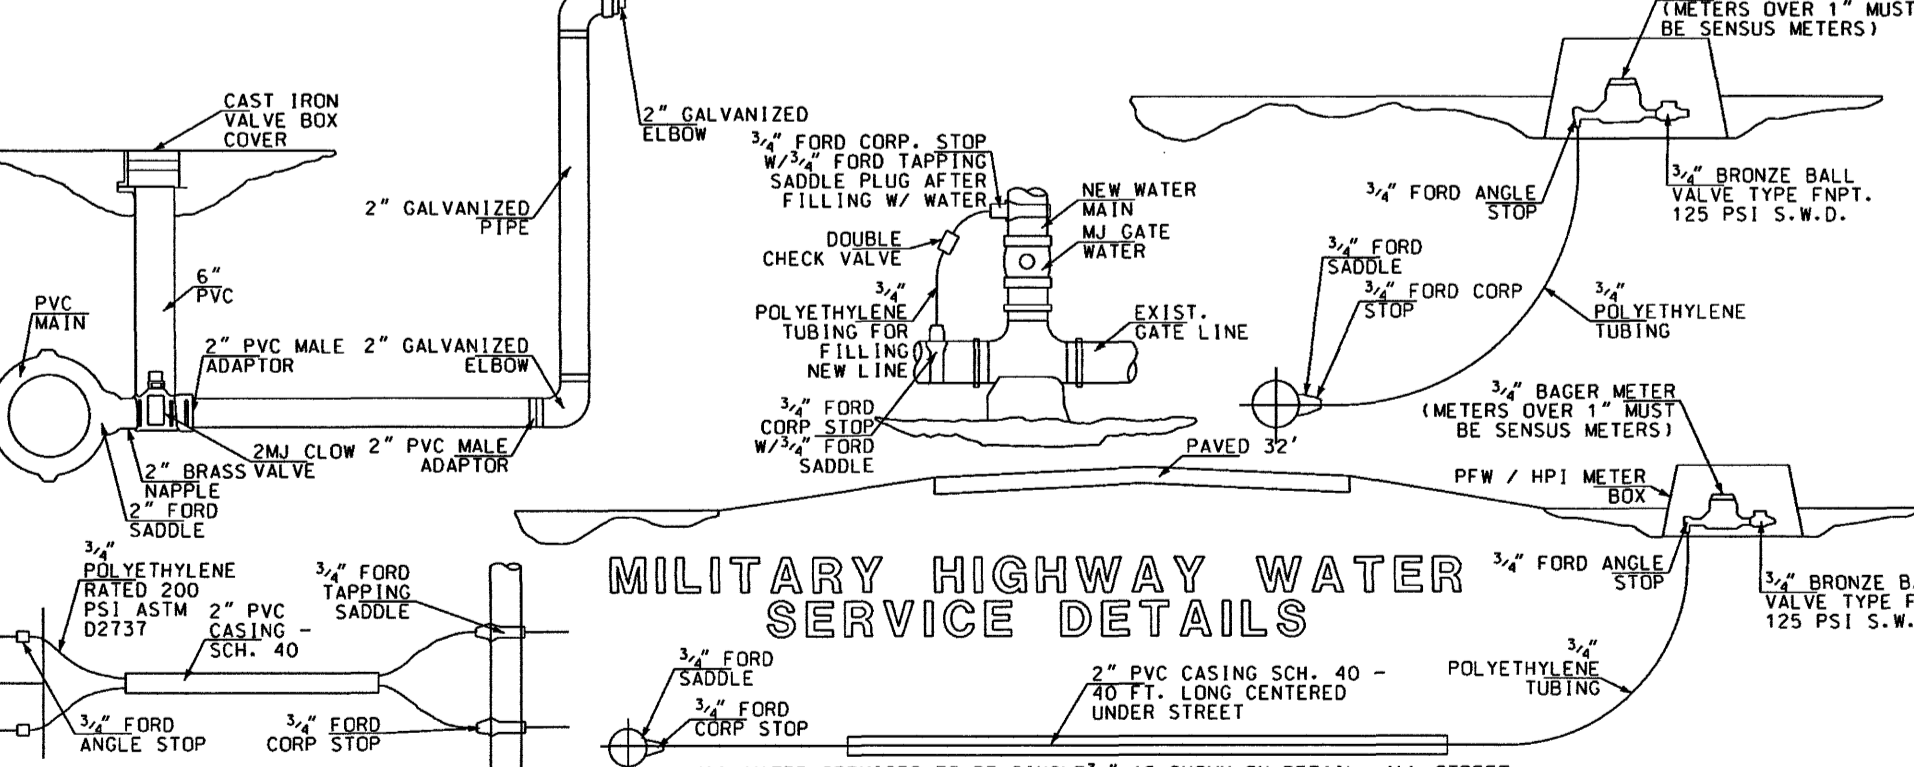 (METERS OVER 1" MUST
BE SENSUS METERS)
CAST IRON
VALVE BOX
COVER
2" GALVANIZED
ELBOW
3/4" FORD CORP. STOP
W/3/4" FORD TAPPING
SADDLE PLUG AFTER
FILLING W/ WATER
NEW WATER
MAIN
MJ GATE
WATER
3/4" FORD ANGLE
STOP
3/4" BRONZE BALL
VALVE TYPE FNPT.
125 PSI S.W.D.
2" GALVANIZED
PIPE
DOUBLE
CHECK VALVE
3/4" FORD
SADDLE
3/4" FORD CORP
STOP
3/4"
POLYETHYLENE
TUBING
6"
PVC
PVC
MAIN
3/4"
POLYETHYLENE
TUBING FOR
FILLING
NEW LINE
EXIST.
GATE LINE
2" PVC MALE
ADAPTOR
2" GALVANIZED
ELBOW
3/4" FORD
CORP STOP
W/3/4" FORD
SADDLE
3/4" BAGER METER
(METERS OVER 1" MUST
BE SENSUS METERS)
2MJ CLOW
VALVE
2" PVC MALE
ADAPTOR
2" BRASS
NAPPLE
2" FORD
SADDLE
PAVED 32'
PFW / HPI METER
BOX
3/4"
POLYETHYLENE
RATED 200
PSI ASTM
D2737
2" PVC
CASING -
SCH. 40
3/4" FORD
TAPPING
SADDLE
MILITARY HIGHWAY WATER
SERVICE DETAILS
3/4" FORD ANGLE
STOP
3/4" BRONZE B
VALVE TYPE F
125 PSI S.W.
3/4" FORD
SADDLE
3/4" FORD
CORP STOP
2" PVC CASING SCH. 40 -
40 FT. LONG CENTERED
UNDER STREET
3/4"
POLYETHYLENE
TUBING
3/4" FORD
ANGLE STOP
3/4" FORD
CORP STOP